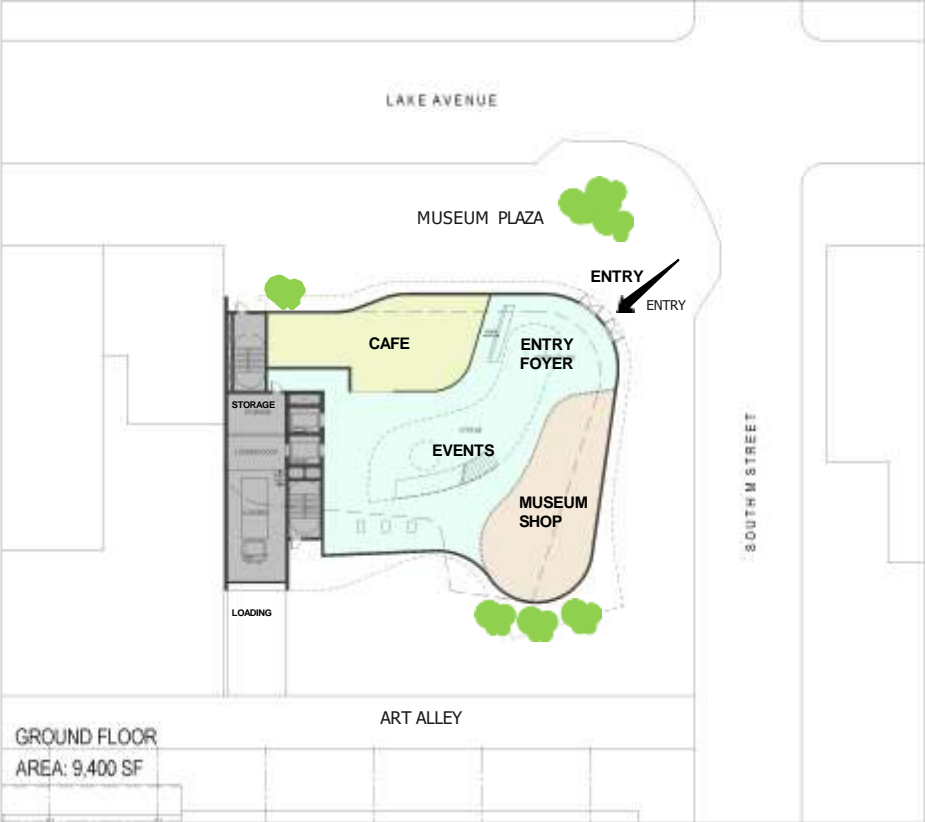 LAKE AVENUE
MUSEUM PLAZA
ENTRY
ENTRY
CAFE
ENTRY
FOYER
STORAGE
EVENTS
MUSEUM
SHOP
SOUTH M STREET
LOADING
ART ALLEY
GROUND FLOOR
AREA: 9,400 SF